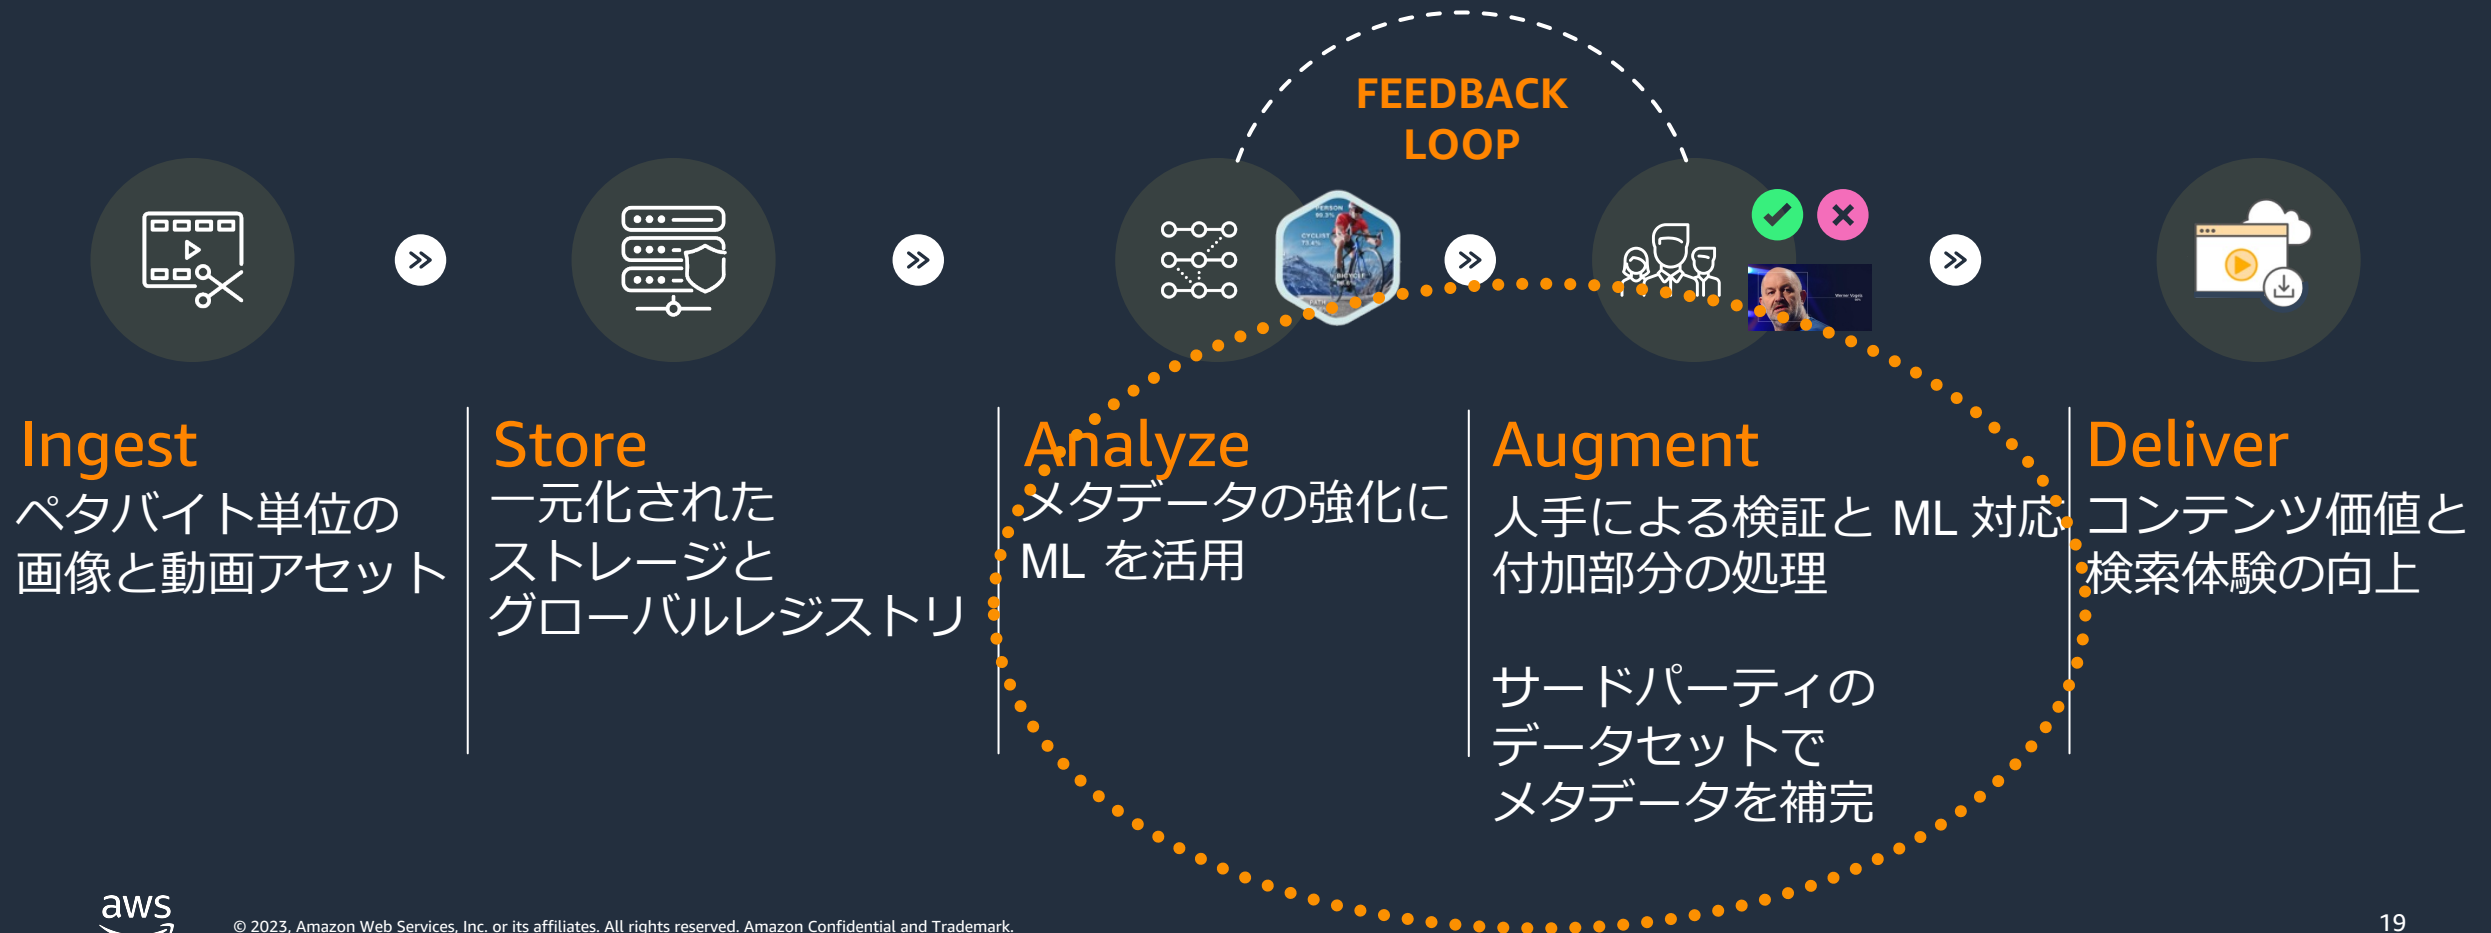 FEEDBACK
LOOP
PERSON
CYCLIST
BICYCLE
PATH
Werner Vogels
Ingest
ペタバイト単位の
画像と動画アセット
Store
一元化された
ストレージと
グローバルレジストリ
Analyze
メタデータの強化に
ML を活用
Augment
人手による検証と ML 対応
付加部分の処理
サードパーティの
データセットで
メタデータを補完
Deliver
コンテンツ価値と
検索体験の向上
aws
© 2023, Amazon Web Services, Inc. or its affiliates. All rights reserved. Amazon Confidential and Trademark.
19